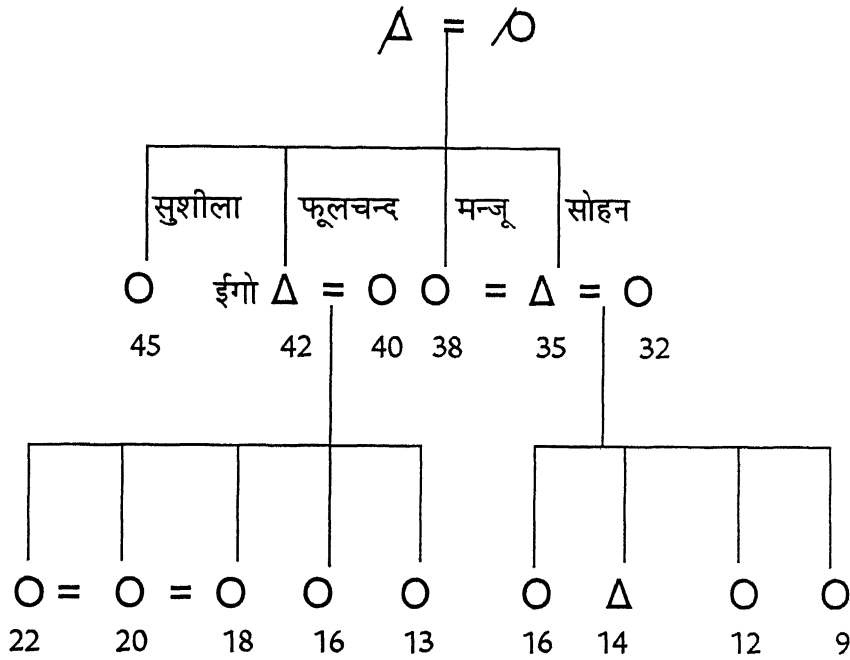 Δ = O
सुशीला फूलचन्द मन्जू सोहन
O ईगो Δ = O O = Δ = O
45 42 40 38 35 32
O = O = O O O O Δ O O
22 20 18 16 13 16 14 12 9